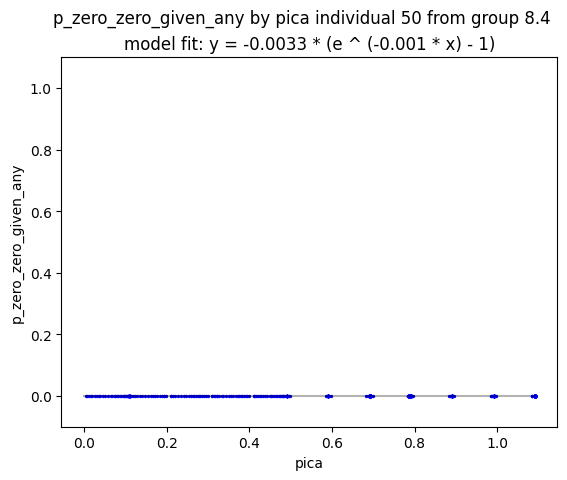 p_zero_zero_given_any by pica individual 50 from group 8.4
model fit: y = -0.0033 * (e ^ (-0.001 * x) - 1)
1.0
0.8
0.6
0.4
0.2
0.0
p_zero_zero_given_any
0.0 0.2 0.4 0.6 0.8 1.0
pica